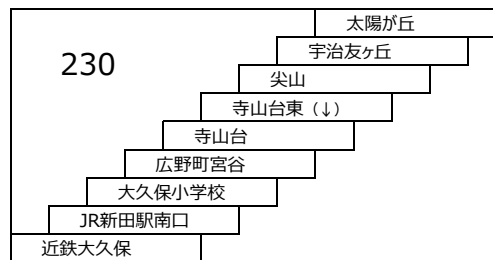 太陽が丘
宇治友ヶ丘
230
尖山
寺山台東（↓）
寺山台
広野町宮谷
大久保小学校
JR新田駅南口
近鉄大久保